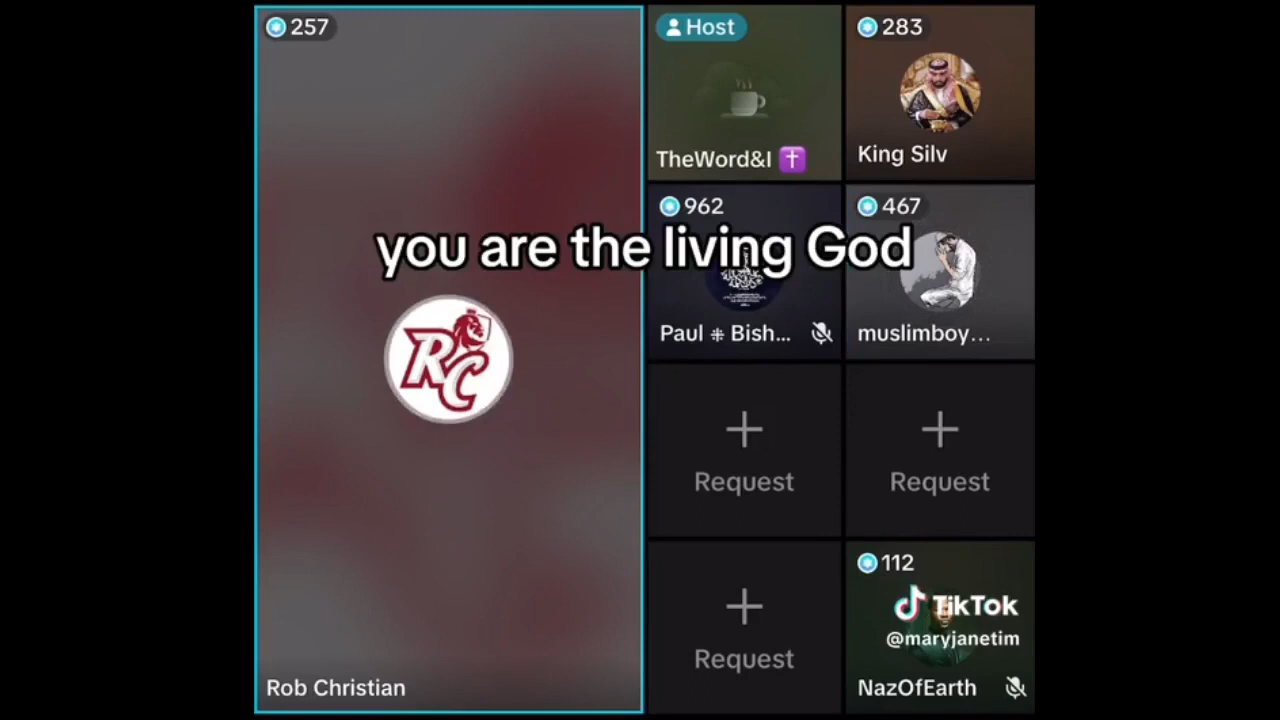 257
Host
283
TheWord&I
King Silv
962
467
you are the living God
Paul ⁜ Bish...
muslimboy...
RC
Request
Request
Request
112
TikTok
@maryjanetim
Rob Christian
NazOfEarth